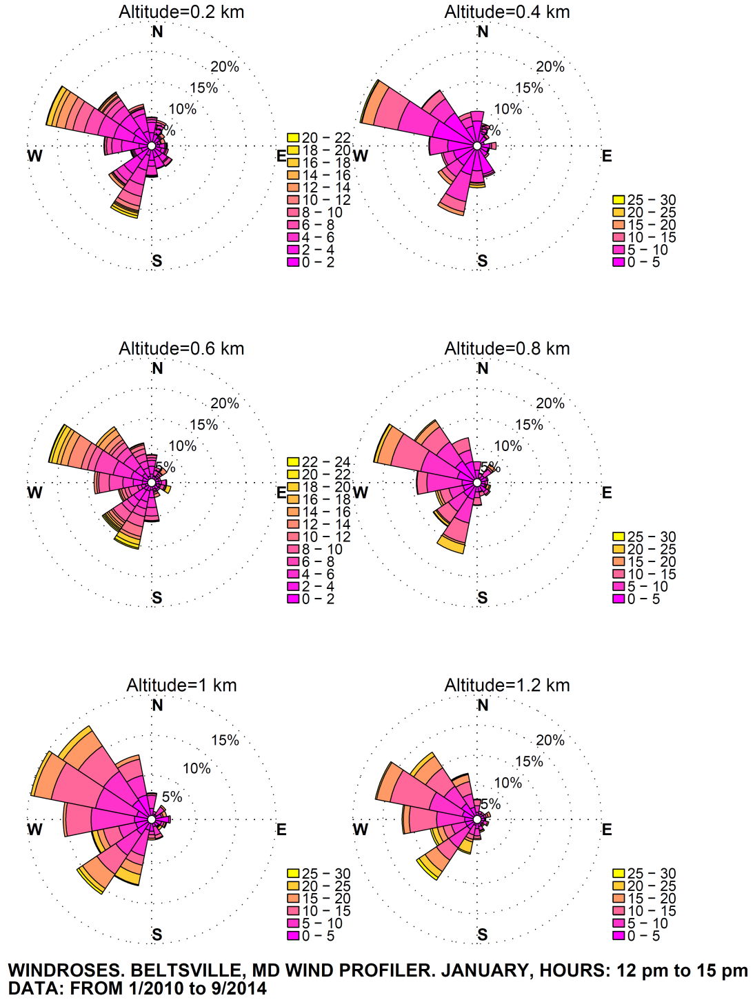 Altitude=0.2 km
N
20%
15%
10%
%
W
E
S
20 − 22
18 − 20
16 − 18
14 − 16
12 − 14
10 − 12
8 − 10
6 − 8
4 − 6
2 − 4
0 − 2
Altitude=0.4 km
N
20%
15%
10%
%
W
E
S
25 − 30
20 − 25
15 − 20
10 − 15
5 − 10
0 − 5
Altitude=0.6 km
N
20%
15%
10%
5%
W
E
S
22 − 24
20 − 22
18 − 20
16 − 18
14 − 16
12 − 14
10 − 12
8 − 10
6 − 8
4 − 6
2 − 4
0 − 2
Altitude=0.8 km
N
20%
15%
10%
5%
W
E
S
25 − 30
20 − 25
15 − 20
10 − 15
5 − 10
0 − 5
Altitude=1 km
N
15%
10%
5%
W
E
S
25 − 30
20 − 25
15 − 20
10 − 15
5 − 10
0 − 5
Altitude=1.2 km
N
20%
15%
10%
5%
W
E
S
25 − 30
20 − 25
15 − 20
10 − 15
5 − 10
0 − 5
WINDROSES. BELTSVILLE, MD WIND PROFILER. JANUARY, HOURS: 12 pm to 15 pm
DATA: FROM 1/2010 to 9/2014